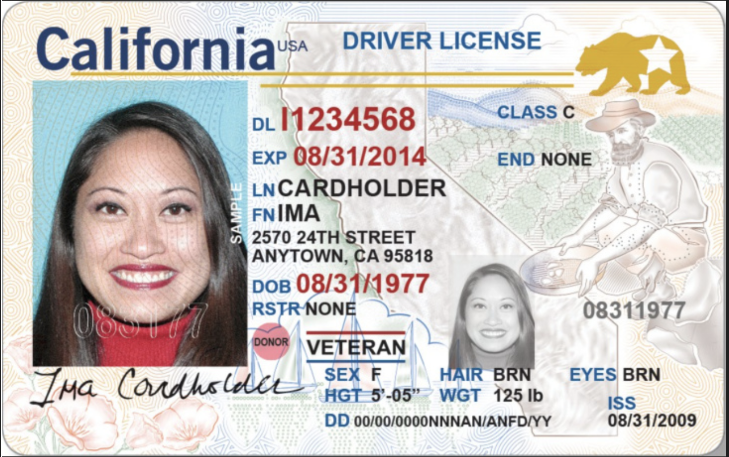 California USA DRIVER LICENSE
DL I1234568 CLASS C
EXP 08/31/2014 END NONE
LN CARDHOLDER
FN IMA
2570 24TH STREET
ANYTOWN, CA 95818
DOB 08/31/1977
RSTR NONE
08311977
SAMPLE
083177
DONOR
VETERAN
Ima Cardholder
SEX F HAIR BRN EYES BRN
HGT 5'-05" WGT 125 lb ISS
DD 00/00/0000NNNAN/ANFD/YY 08/31/2009